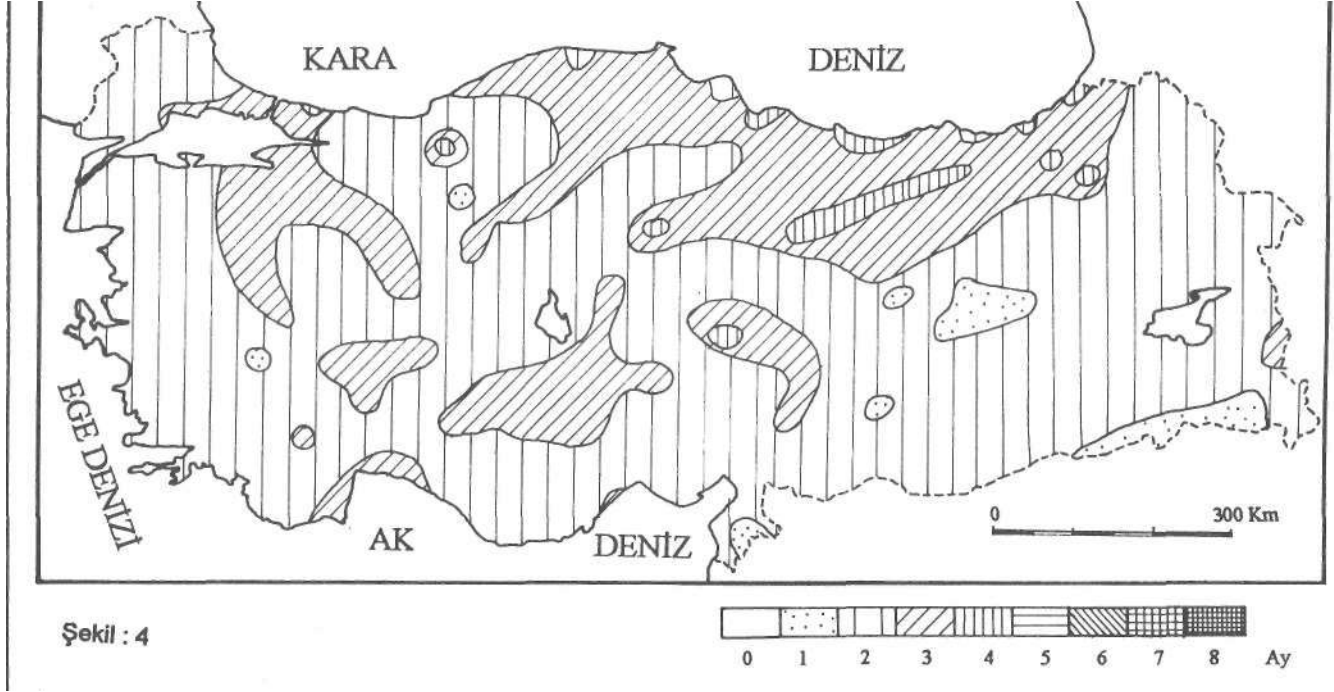 KARA DENİZ
EGE DENİZİ
AK DENİZ
0 300 Km
Şekil : 4
0 1 2 3 4 5 6 7 8 Ay